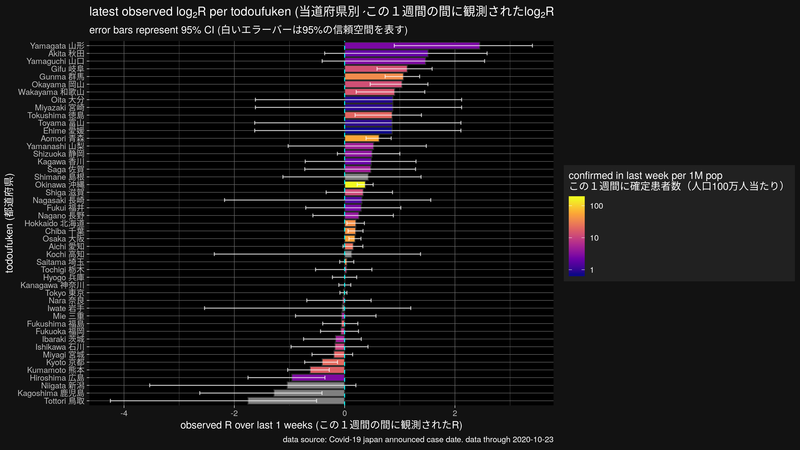 latest observed log₂R per todoufuken (当道府県別 この１週間の間に観測されたlog₂R
error bars represent 95% CI (白いエラーバーは95%の信頼空間を表す)
todoufuken (都道府県)
Yamagata 山形
Akita 秋田
Yamaguchi 山口
Gifu 岐阜
Gunma 群馬
Okayama 岡山
Wakayama 和歌山
Oita 大分
Miyazaki 宮崎
Tokushima 徳島
Toyama 富山
Ehime 愛媛
Aomori 青森
Yamanashi 山梨
Shizuoka 静岡
Kagawa 香川
Saga 佐賀
Shimane 島根
Okinawa 沖縄
Shiga 滋賀
Nagasaki 長崎
Fukui 福井
Nagano 長野
Hokkaido 北海道
Chiba 千葉
Osaka 大阪
Aichi 愛知
Kochi 高知
Saitama 埼玉
Tochigi 栃木
Hyogo 兵庫
Kanagawa 神奈川
Tokyo 東京
Nara 奈良
Iwate 岩手
Mie 三重
Fukushima 福島
Fukuoka 福岡
Ibaraki 茨城
Ishikawa 石川
Miyagi 宮城
Kyoto 京都
Kumamoto 熊本
Hiroshima 広島
Niigata 新潟
Kagoshima 鹿児島
Tottori 鳥取
-4 -2 0 2
observed R over last 1 weeks (この１週間の間に観測されたR)
data source: Covid-19 japan announced case date. data through 2020-10-23
confirmed in last week per 1M pop
この１週間に確定患者数（人口100万人当たり）
100
10
1